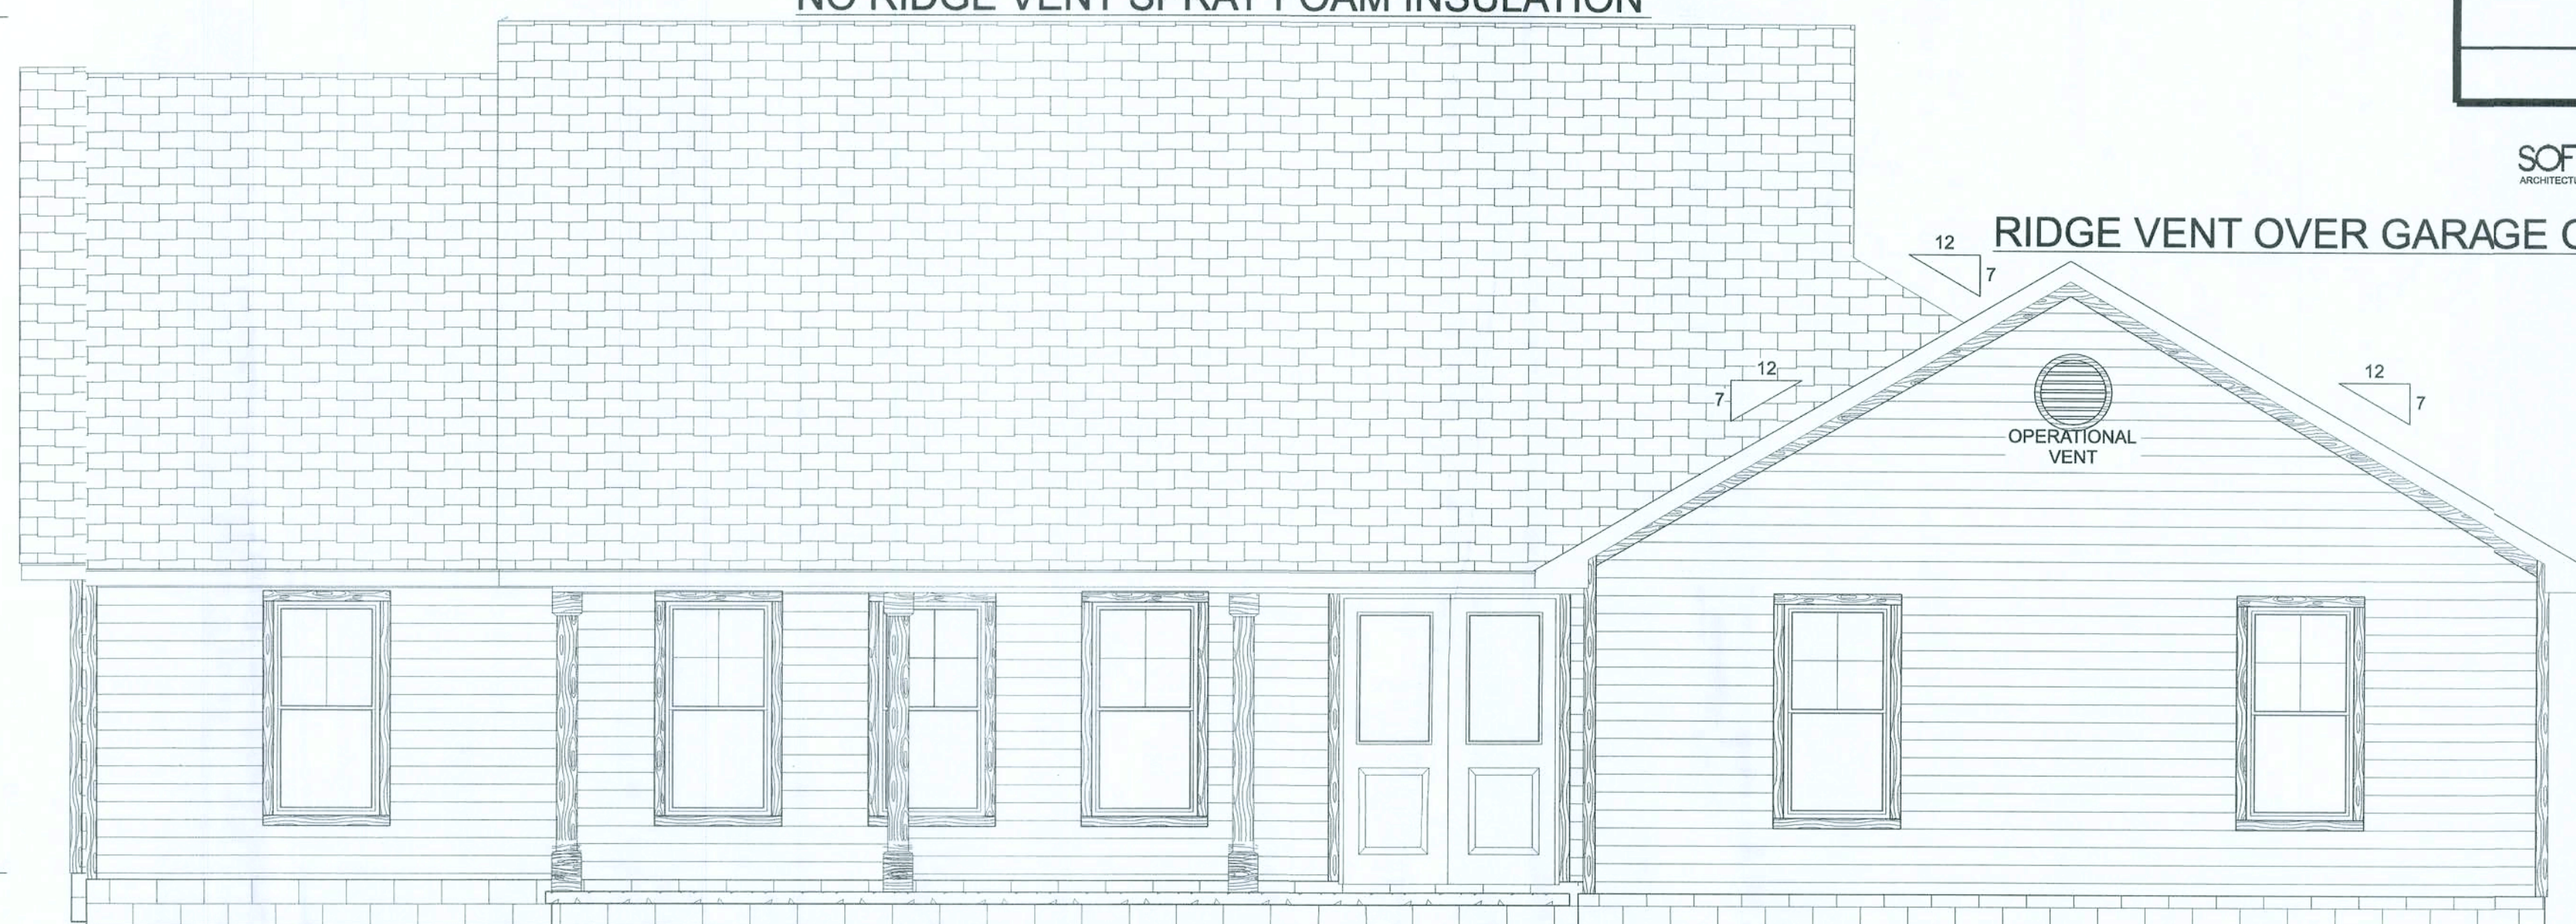 NO RIDGE VENT SPRAY FOAM INSULATION
SOF
ARCHITECTU
RIDGE VENT OVER GARAGE
12
7
12
7
12
7
OPERATIONAL
VENT